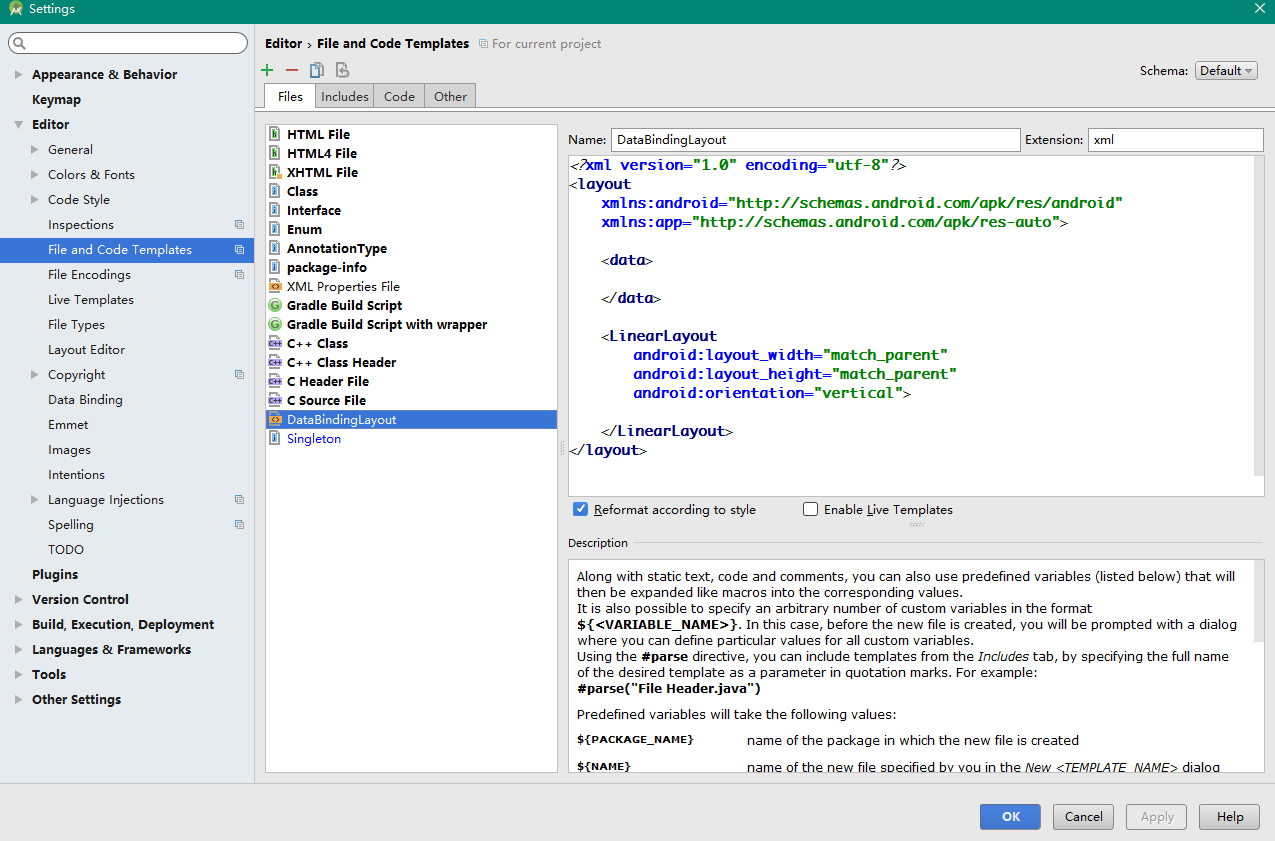 Settings
Editor › File and Code Templates For current project
Schema: Default
Files Includes Code Other
Appearance & Behavior
Keymap
Editor
General
Colors & Fonts
Code Style
Inspections
File and Code Templates
File Encodings
Live Templates
File Types
Layout Editor
Copyright
Data Binding
Emmet
Images
Intentions
Language Injections
Spelling
TODO
Plugins
Version Control
Build, Execution, Deployment
Languages & Frameworks
Tools
Other Settings
HTML File
HTML4 File
XHTML File
Class
Interface
Enum
AnnotationType
package-info
XML Properties File
Gradle Build Script
Gradle Build Script with wrapper
C++ Class
C++ Class Header
C Header File
C Source File
DataBindingLayout
Singleton
Name: DataBindingLayout Extension: xml
<?xml version="1.0" encoding="utf-8"?>
<layout
xmlns:android="http://schemas.android.com/apk/res/android"
xmlns:app="http://schemas.android.com/apk/res-auto">
<data>
</data>
<LinearLayout
android:layout_width="match_parent"
android:layout_height="match_parent"
android:orientation="vertical">
</LinearLayout>
</layout>
Reformat according to style Enable Live Templates
Description
Along with static text, code and comments, you can also use predefined variables (listed below) that will
then be expanded like macros into the corresponding values.
It is also possible to specify an arbitrary number of custom variables in the format
${<VARIABLE_NAME>}. In this case, before the new file is created, you will be prompted with a dialog
where you can define particular values for all custom variables.
Using the #parse directive, you can include templates from the Includes tab, by specifying the full name
of the desired template as a parameter in quotation marks. For example:
#parse("File Header.java")
Predefined variables will take the following values:
${PACKAGE_NAME} name of the package in which the new file is created
${NAME} name of the new file specified by you in the New <TEMPLATE_NAME> dialog
OK Cancel Apply Help